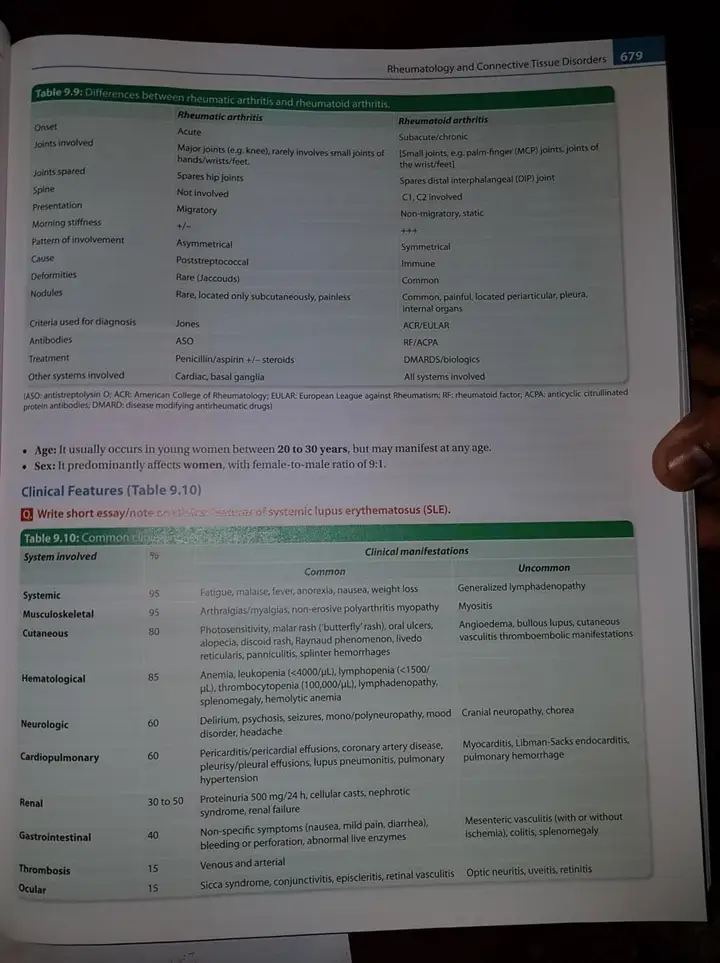 Rheumatology and Connective Tissue Disorders 679
Table 9.9: Differences between rheumatic arthritis and rheumatoid arthritis.
Rheumatic arthritis Rheumatoid arthritis
Onset Acute Subacute/chronic
Joints involved Major joints (e.g. knee), rarely involves small joints of hands/wrists/feet. [Small joints, e.g. palm-finger (MCP) joints, joints of the wrist/feet]
Joints spared Spares hip joints Spares distal interphalangeal (DIP) joint
Spine Not involved C1, C2 involved
Presentation Migratory Non-migratory, static
Morning stiffness +/– +++
Pattern of involvement Asymmetrical Symmetrical
Cause Poststreptococcal Immune
Deformities Rare (Jaccouds) Common
Nodules Rare, located only subcutaneously, painless Common, painful, located periarticular, pleura, internal organs
Criteria used for diagnosis Jones ACR/EULAR
Antibodies ASO RF/ACPA
Treatment Penicillin/aspirin +/– steroids DMARDS/biologics
Other systems involved Cardiac, basal ganglia All systems involved
(ASO: antistreptolysin O; ACR: American College of Rheumatology; EULAR: European League against Rheumatism; RF: rheumatoid factor; ACPA: anticyclic citrullinated
protein antibodies; DMARD: disease modifying antirheumatic drugs)
• Age: It usually occurs in young women between 20 to 30 years, but may manifest at any age.
• Sex: It predominantly affects women, with female-to-male ratio of 9:1.
Clinical Features (Table 9.10)
Q. Write short essay/note on features of systemic lupus erythematosus (SLE).
Table 9.10: Common
System involved % Clinical manifestations
Common Uncommon
Systemic 95 Fatigue, malaise, fever, anorexia, nausea, weight loss Generalized lymphadenopathy
Musculoskeletal 95 Arthralgias/myalgias, non-erosive polyarthritis myopathy Myositis
Cutaneous 80 Photosensitivity, malar rash ('butterfly' rash), oral ulcers, alopecia, discoid rash, Raynaud phenomenon, livedo reticularis, panniculitis, splinter hemorrhages Angioedema, bullous lupus, cutaneous vasculitis thromboembolic manifestations
Hematological 85 Anemia, leukopenia (<4000/μL), lymphopenia (<1500/μL), thrombocytopenia (100,000/μL), lymphadenopathy, splenomegaly, hemolytic anemia
Neurologic 60 Delirium, psychosis, seizures, mono/polyneuropathy, mood disorder, headache Cranial neuropathy, chorea
Cardiopulmonary 60 Pericarditis/pericardial effusions, coronary artery disease, pleurisy/pleural effusions, lupus pneumonitis, pulmonary hypertension Myocarditis, Libman-Sacks endocarditis, pulmonary hemorrhage
Renal 30 to 50 Proteinuria 500 mg/24 h, cellular casts, nephrotic syndrome, renal failure
Gastrointestinal 40 Non-specific symptoms (nausea, mild pain, diarrhea), bleeding or perforation, abnormal live enzymes Mesenteric vasculitis (with or without ischemia), colitis, splenomegaly
Thrombosis 15 Venous and arterial
Ocular 15 Sicca syndrome, conjunctivitis, episcleritis, retinal vasculitis Optic neuritis, uveitis, retinitis